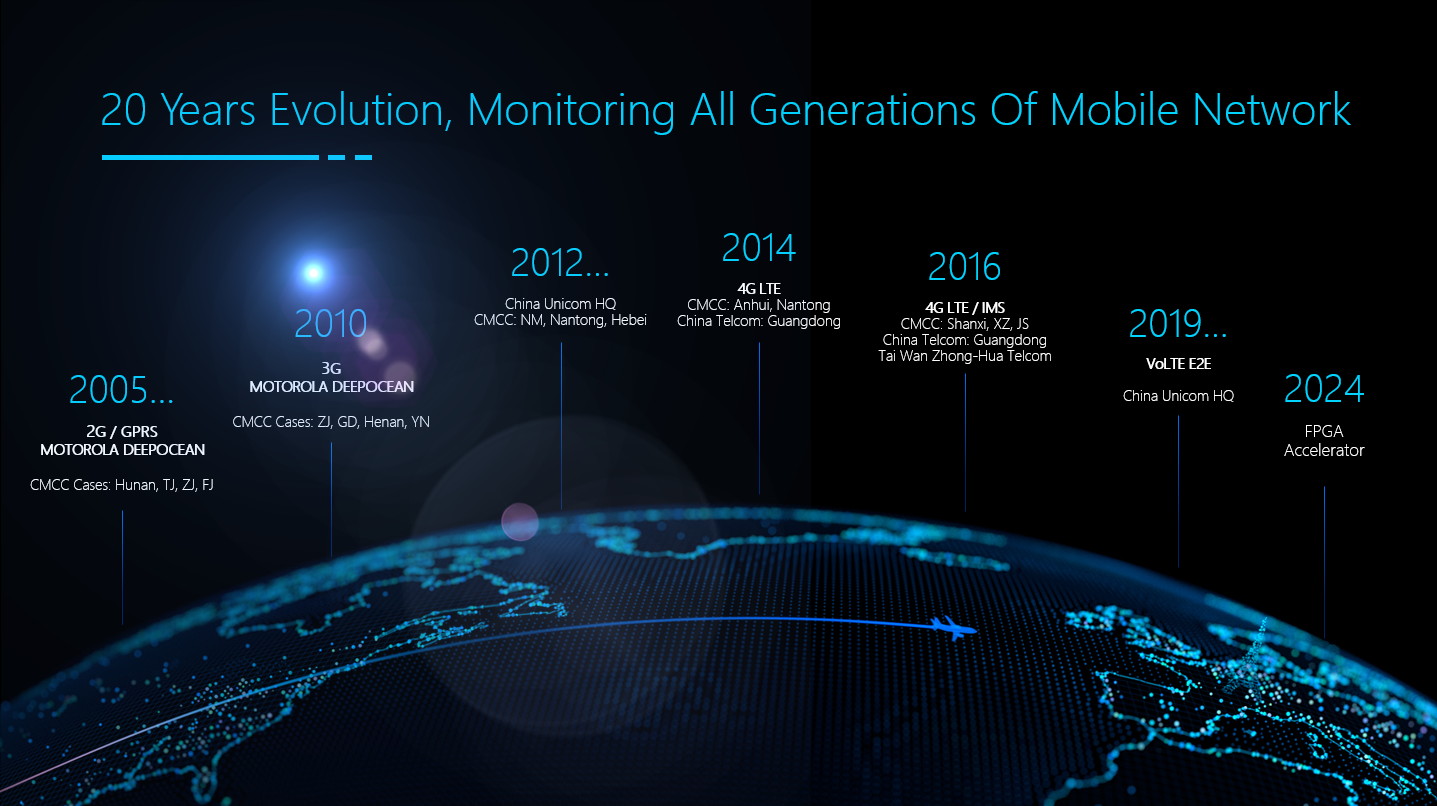 20 Years Evolution, Monitoring All Generations Of Mobile Network
2005...
2G / GPRS
MOTOROLA DEEPOCEAN
CMCC Cases: Hunan, TJ, ZJ, FJ
2010
3G
MOTOROLA DEEPOCEAN
CMCC Cases: ZJ, GD, Henan, YN
2012...
China Unicom HQ
CMCC: NM, Nantong, Hebei
2014
4G LTE
CMCC: Anhui, Nantong
China Telcom: Guangdong
2016
4G LTE / IMS
CMCC: Shanxi, XZ, JS
China Telcom: Guangdong
Tai Wan Zhong-Hua Telcom
2019...
VoLTE E2E
China Unicom HQ
2024
FPGA
Accelerator